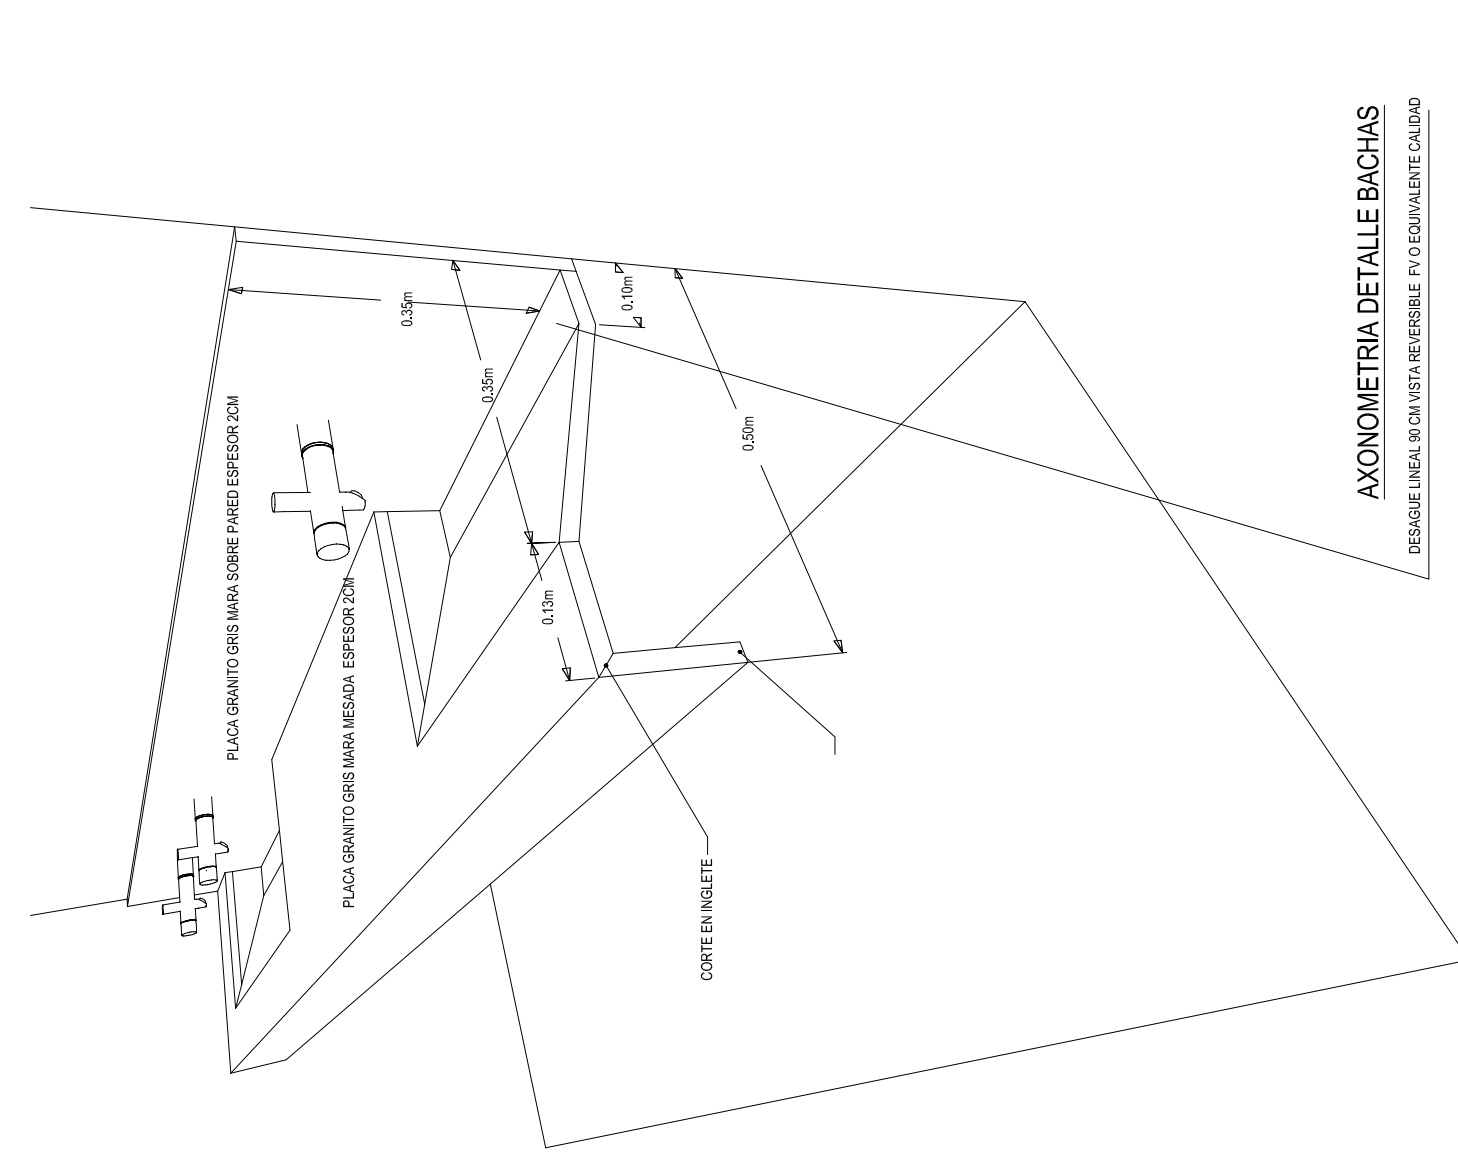 PLACA GRANITO GRIS MARA SOBRE PARED ESPESOR 2CM
PLACA GRANITO GRIS MARA MESADA  ESPESOR 2CM
0.35m
0.35m
0.13m
0.10m
CORTE EN INGLETE
0.50m
AXONOMETRIA DETALLE BACHAS
DESAGUE LINEAL 90 CM VISTA REVERSIBLE  FV O EQUIVALENTE CALIDAD